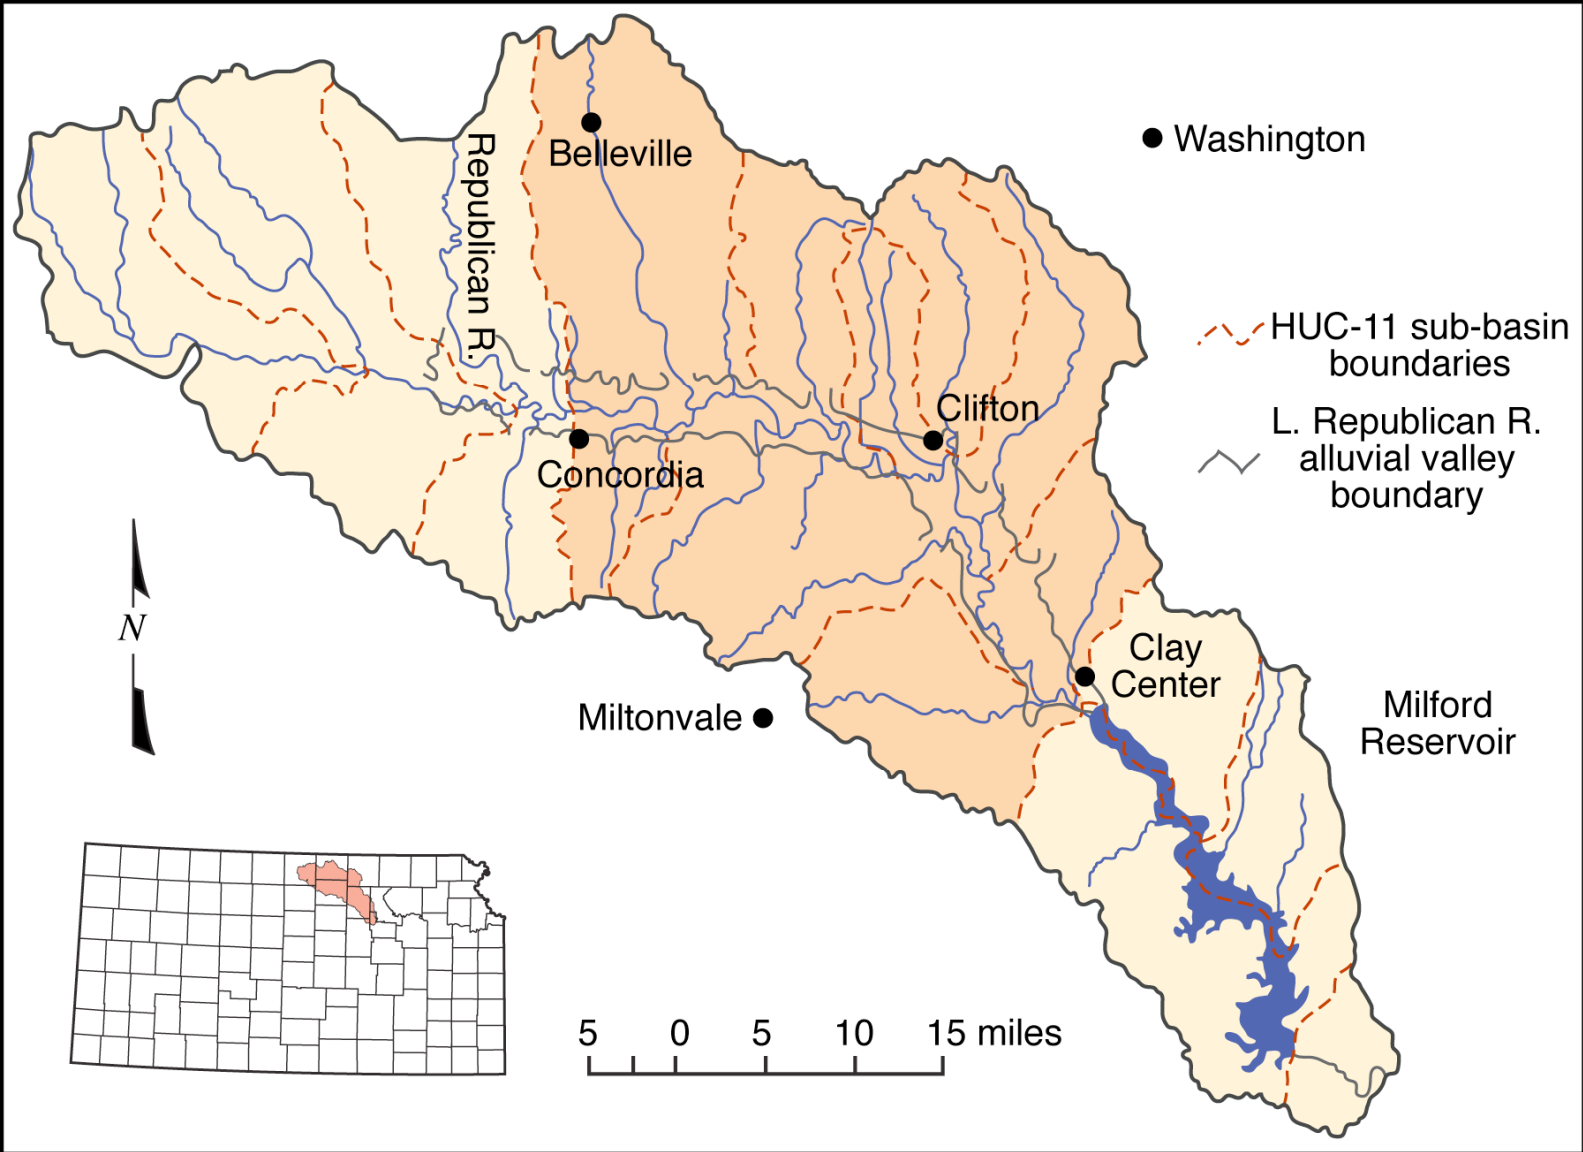 Belleville
Washington
Republican R.
HUC-11 sub-basin
boundaries
Clifton
L. Republican R.
alluvial valley
boundary
Concordia
N
Clay
Center
Miltonvale
Milford
Reservoir
5 0 5 10 15 miles